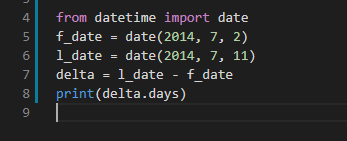 4 from datetime import date
5 f_date = date(2014, 7, 2)
6 l_date = date(2014, 7, 11)
7 delta = l_date - f_date
8 print(delta.days)
9